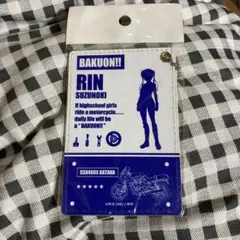 BAKUON!!
RIN
SUZUNOKI
If highschool girls
ride a motorcycle......
daily life will be
a "BAKUON!!"
GSX400S KATANA